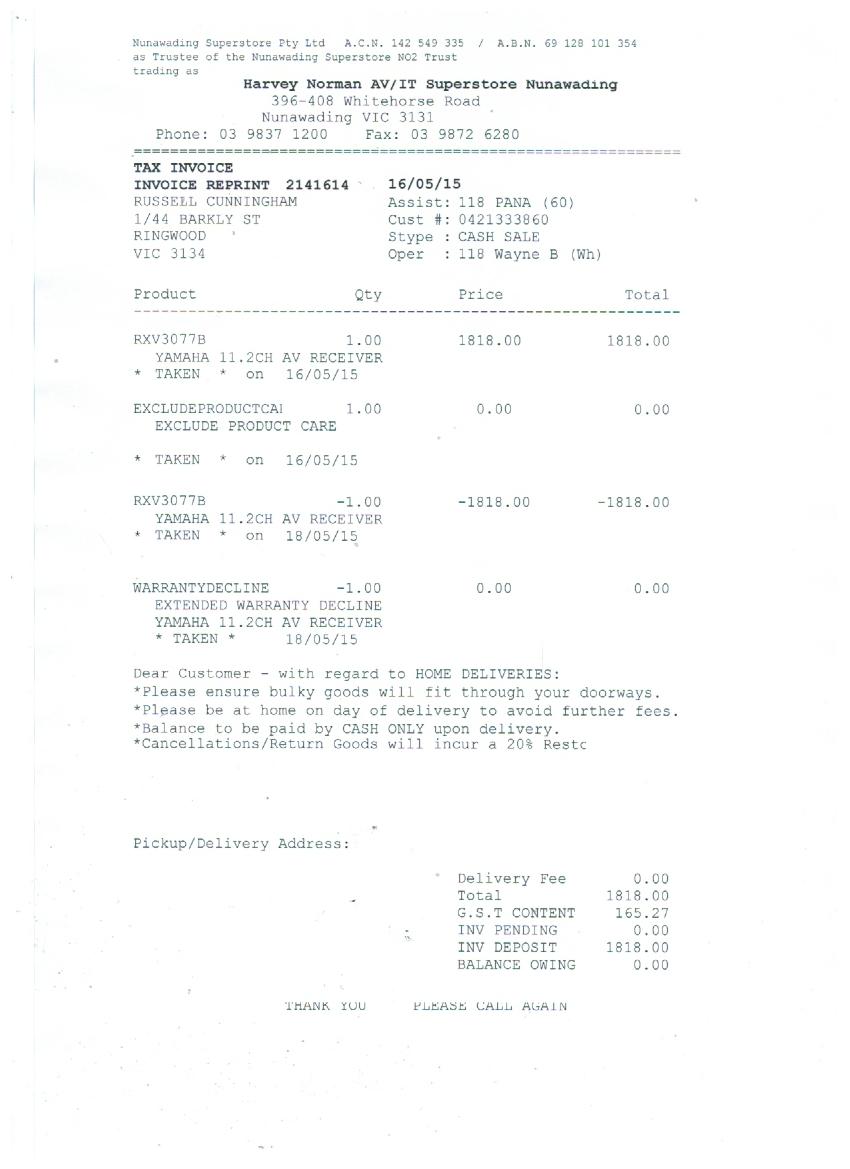 Nunawading Superstore Pty Ltd A.C.N. 142 549 335 / A.B.N. 69 128 101 354
as Trustee of the Nunawading Superstore NO2 Trust
trading as
Harvey Norman AV/IT Superstore Nunawading
396-408 Whitehorse Road
Nunawading VIC 3131
Phone: 03 9837 1200 Fax: 03 9872 6280
TAX INVOICE
INVOICE REPRINT 2141614 16/05/15
RUSSELL CUNNINGHAM Assist: 118 PANA (60)
1/44 BARKLY ST Cust #: 0421333860
RINGWOOD Stype : CASH SALE
VIC 3134 Oper : 118 Wayne B (Wh)
Product Qty Price Total
RXV3077B 1.00 1818.00 1818.00
YAMAHA 11.2CH AV RECEIVER
* TAKEN * on 16/05/15
EXCLUDEPRODUCTCAI 1.00 0.00 0.00
EXCLUDE PRODUCT CARE
* TAKEN * on 16/05/15
RXV3077B -1.00 -1818.00 -1818.00
YAMAHA 11.2CH AV RECEIVER
* TAKEN * on 18/05/15
WARRANTYDECLINE -1.00 0.00 0.00
EXTENDED WARRANTY DECLINE
YAMAHA 11.2CH AV RECEIVER
* TAKEN * 18/05/15
Dear Customer - with regard to HOME DELIVERIES:
*Please ensure bulky goods will fit through your doorways.
*Please be at home on day of delivery to avoid further fees.
*Balance to be paid by CASH ONLY upon delivery.
*Cancellations/Return Goods will incur a 20% Restc
Pickup/Delivery Address:
Delivery Fee 0.00
Total 1818.00
G.S.T CONTENT 165.27
INV PENDING 0.00
INV DEPOSIT 1818.00
BALANCE OWING 0.00
THANK YOU PLEASE CALL AGAIN